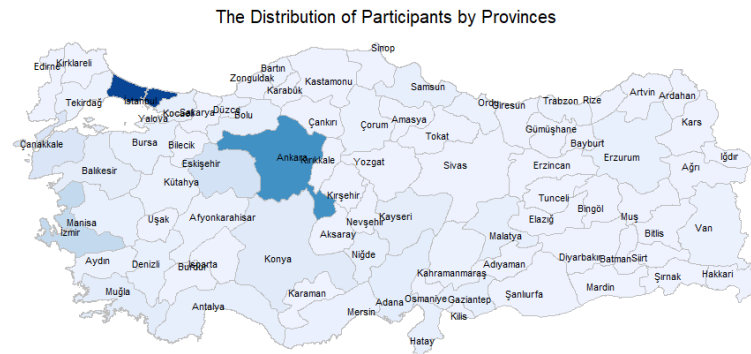 The Distribution of Participants by Provinces
Sinop
Kırklareli
Edirne
Bartın
Zonguldak
Kastamonu
Karabük
Samsun
Artvin
Ardahan
Tekirdağ
İstanbul
Ordu
Giresun
Trabzon
Rize
Kocaeli
Sakarya
Düzce
Bolu
Yalova
Çankırı
Çorum
Amasya
Kars
Gümüşhane
Tokat
Bayburt
Çanakkale
Bursa
Bilecik
Ankara
Kırıkkale
Yozgat
Sivas
Erzincan
Erzurum
Iğdır
Balıkesir
Eskişehir
Ağrı
Kütahya
Kırşehir
Tunceli
Bingöl
Muş
Manisa
İzmir
Uşak
Afyonkarahisar
Nevşehir
Kayseri
Elazığ
Aksaray
Van
Bitlis
Malatya
Aydın
Denizli
Isparta
Burdur
Konya
Niğde
Adıyaman
Diyarbakır
Batman
Siirt
Kahramanmaraş
Hakkari
Şırnak
Muğla
Antalya
Karaman
Mersin
Adana
Osmaniye
Gaziantep
Şanlıurfa
Mardin
Kilis
Hatay